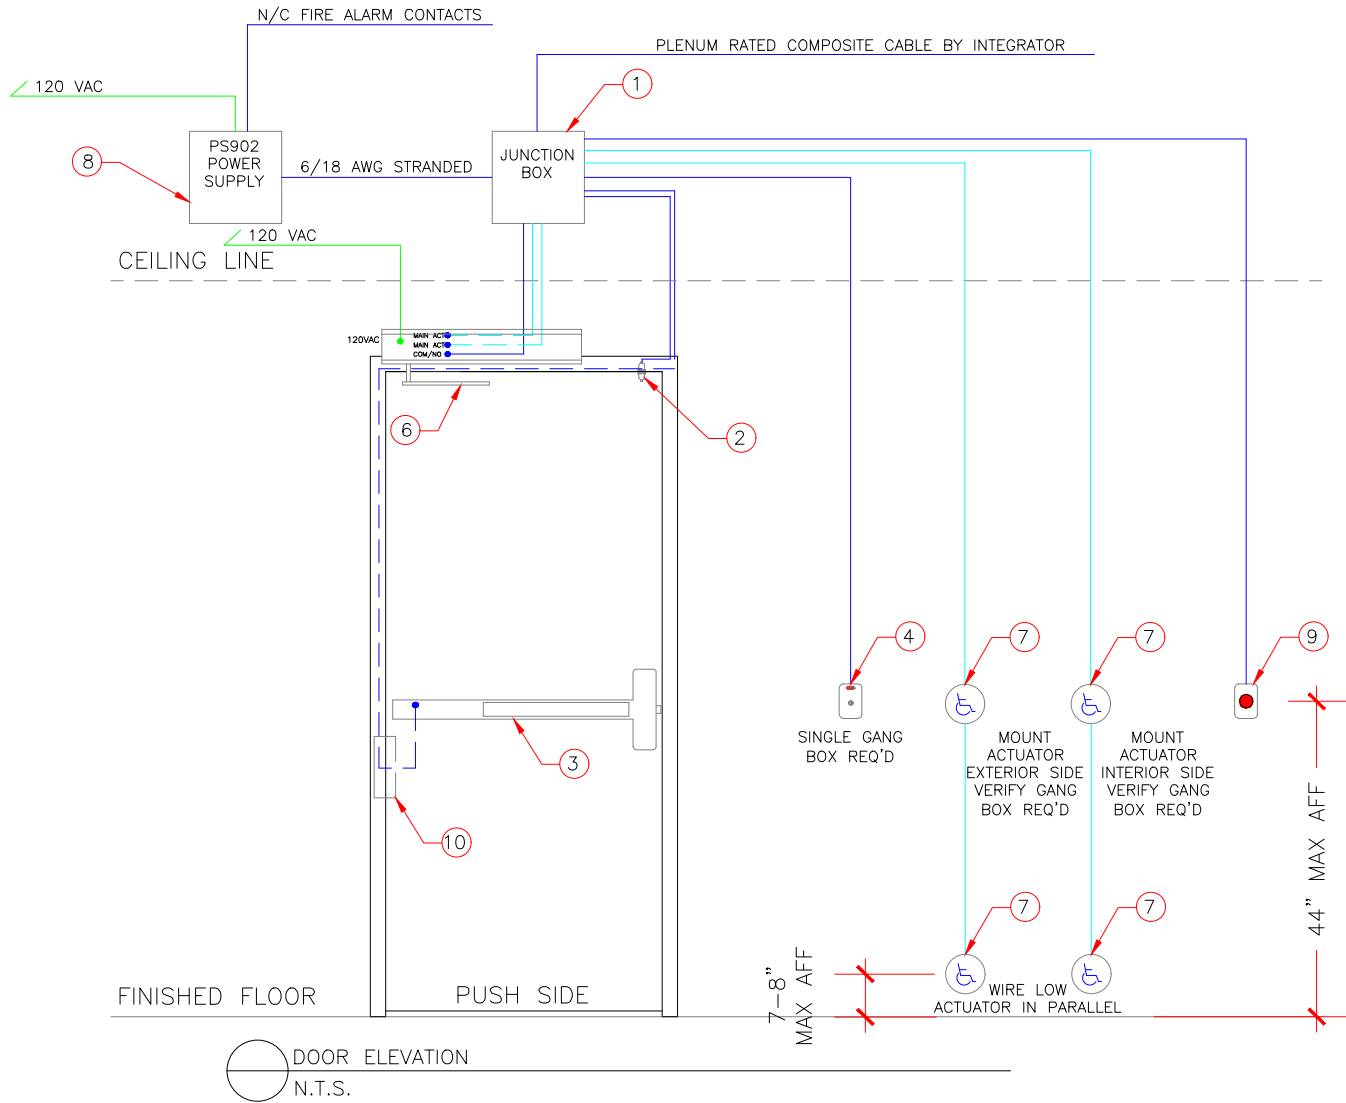 N/C FIRE ALARM CONTACTS
PLENUM RATED COMPOSITE CABLE BY INTEGRATOR
120 VAC
1
PS902
POWER
SUPPLY
8
6/18 AWG STRANDED
JUNCTION
BOX
120 VAC
CEILING LINE
120VAC
MAIN ACT
MAIN ACT
COM/NO
6
2
4
7
7
9
SINGLE GANG
BOX REQ'D
MOUNT
ACTUATOR
EXTERIOR SIDE
VERIFY GANG
BOX REQ'D
MOUNT
ACTUATOR
INTERIOR SIDE
VERIFY GANG
BOX REQ'D
3
10
44" MAX AFF
7
7
7-8"
MAX AFF
WIRE LOW
ACTUATOR IN PARALLEL
FINISHED FLOOR
PUSH SIDE
DOOR ELEVATION
N.T.S.